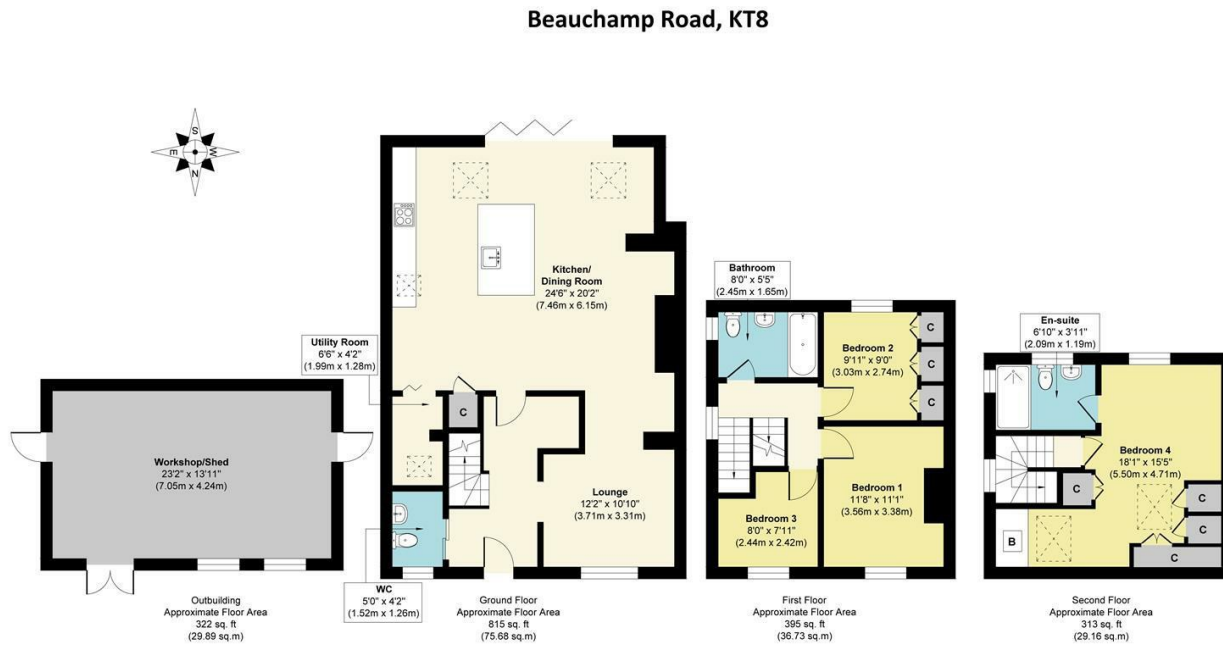 Beauchamp Road, KT8
S
E
W
N
Workshop/Shed
23'2" x 13'11"
(7.05m x 4.24m)
Outbuilding
Approximate Floor Area
322 sq. ft
(29.89 sq.m)
Utility Room
6'6" x 4'2"
(1.99m x 1.28m)
WC
5'0" x 4'2"
(1.52m x 1.26m)
Kitchen/
Dining Room
24'6" x 20'2"
(7.46m x 6.15m)
C
Lounge
12'2" x 10'10"
(3.71m x 3.31m)
Ground Floor
Approximate Floor Area
815 sq. ft
(75.68 sq.m)
Bathroom
8'0" x 5'5"
(2.45m x 1.65m)
Bedroom 2
9'11" x 9'0"
(3.03m x 2.74m)
C
C
C
Bedroom 1
11'8" x 11'1"
(3.56m x 3.38m)
Bedroom 3
8'0" x 7'11"
(2.44m x 2.42m)
First Floor
Approximate Floor Area
395 sq. ft
(36.73 sq.m)
En-suite
6'10" x 3'11"
(2.09m x 1.19m)
Bedroom 4
18'1" x 15'5"
(5.50m x 4.71m)
C
C
C
C
B
Second Floor
Approximate Floor Area
313 sq. ft
(29.16 sq.m)